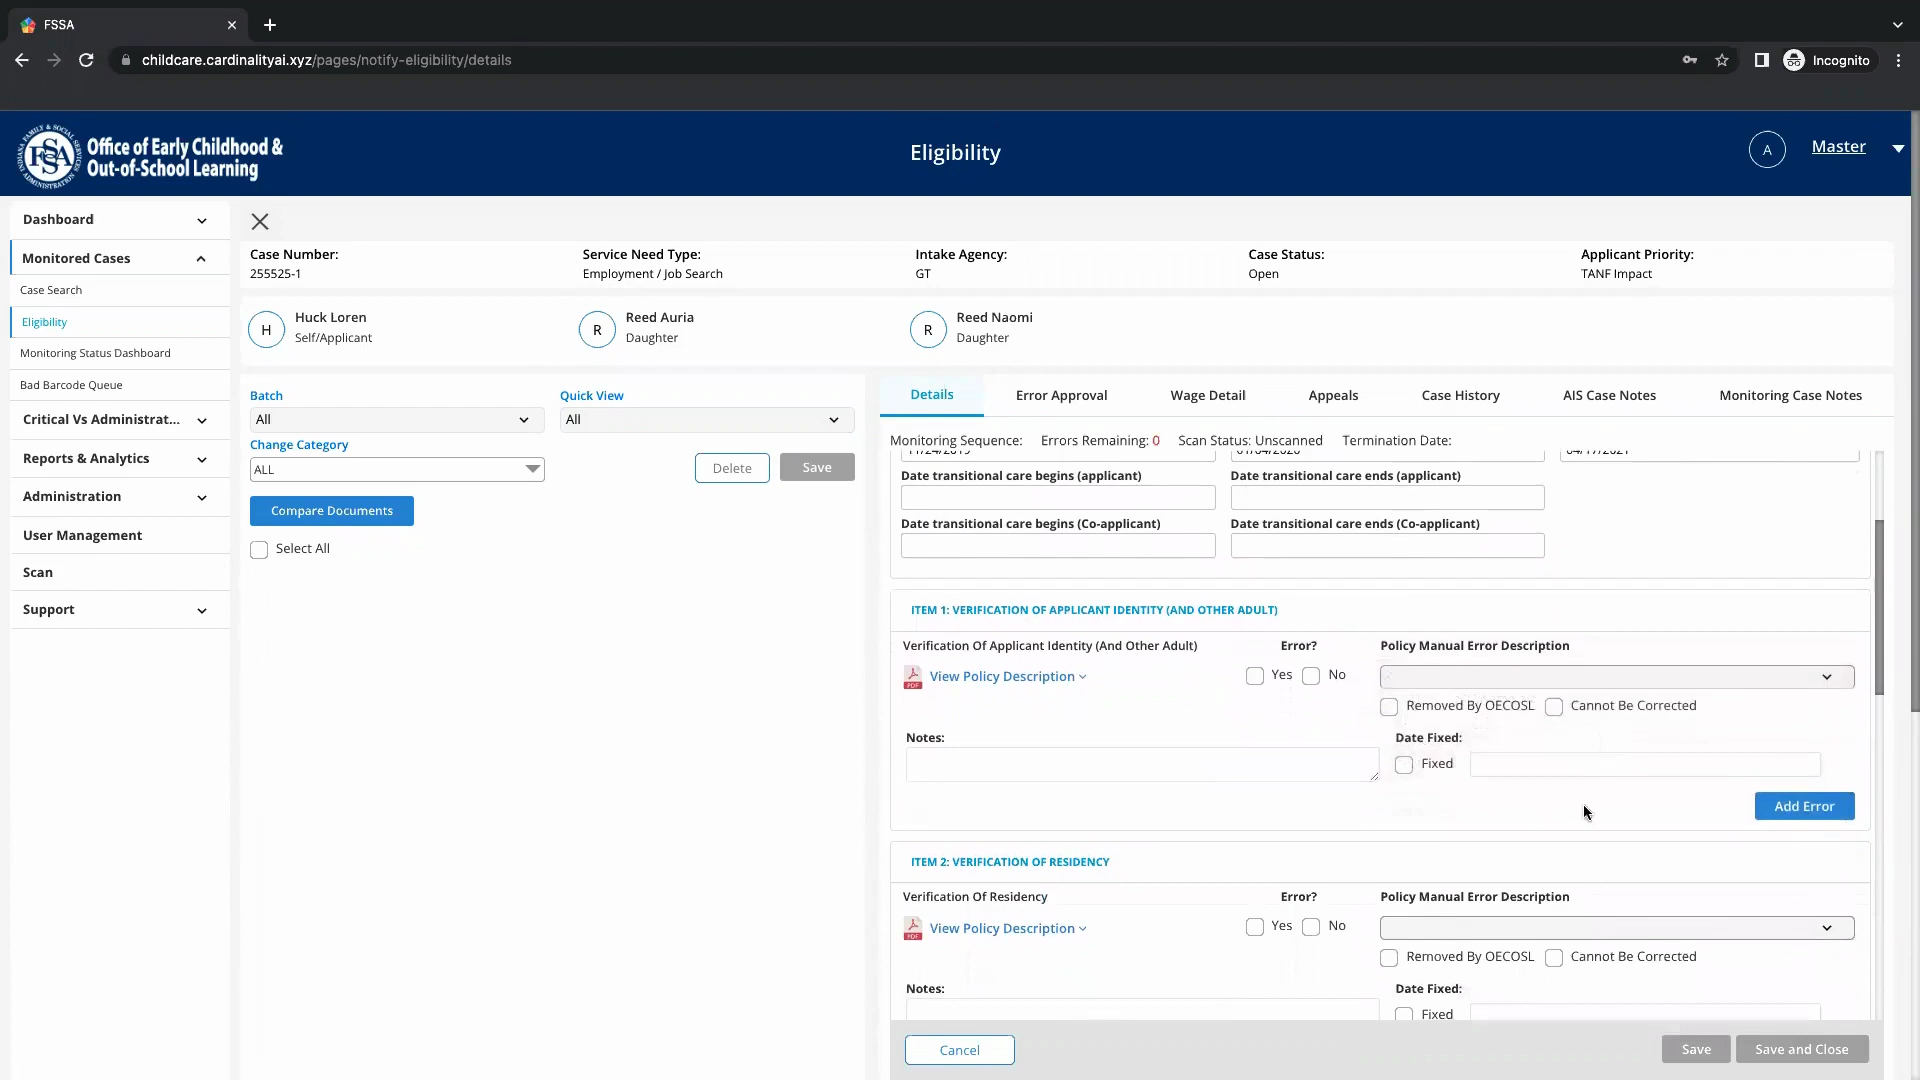 FSSA
childcare.cardinalityai.xyz/pages/notify-eligibility/details
Incognito
FSSA
Office of Early Childhood &
Out-of-School Learning
Eligibility
A
Master
Dashboard
Monitored Cases
Case Search
Eligibility
Monitoring Status Dashboard
Bad Barcode Queue
Critical Vs Administrat...
Reports & Analytics
Administration
User Management
Scan
Support
Case Number:
255525-1
Service Need Type:
Employment / Job Search
Intake Agency:
GT
Case Status:
Open
Applicant Priority:
TANF Impact
H
Huck Loren
Self/Applicant
R
Reed Auria
Daughter
R
Reed Naomi
Daughter
Batch
All
Quick View
All
Change Category
ALL
Delete
Save
Compare Documents
Select All
Details
Error Approval
Wage Detail
Appeals
Case History
AIS Case Notes
Monitoring Case Notes
Monitoring Sequence: Errors Remaining: 0 Scan Status: Unscanned Termination Date:
Date transitional care begins (applicant)
Date transitional care ends (applicant)
Date transitional care begins (Co-applicant)
Date transitional care ends (Co-applicant)
ITEM 1: VERIFICATION OF APPLICANT IDENTITY (AND OTHER ADULT)
Verification Of Applicant Identity (And Other Adult)
Error?
Policy Manual Error Description
View Policy Description
Yes
No
Removed By OECOSL
Cannot Be Corrected
Notes:
Date Fixed:
Fixed
Add Error
ITEM 2: VERIFICATION OF RESIDENCY
Verification Of Residency
Error?
Policy Manual Error Description
View Policy Description
Yes
No
Removed By OECOSL
Cannot Be Corrected
Notes:
Date Fixed:
Fixed
Cancel
Save
Save and Close